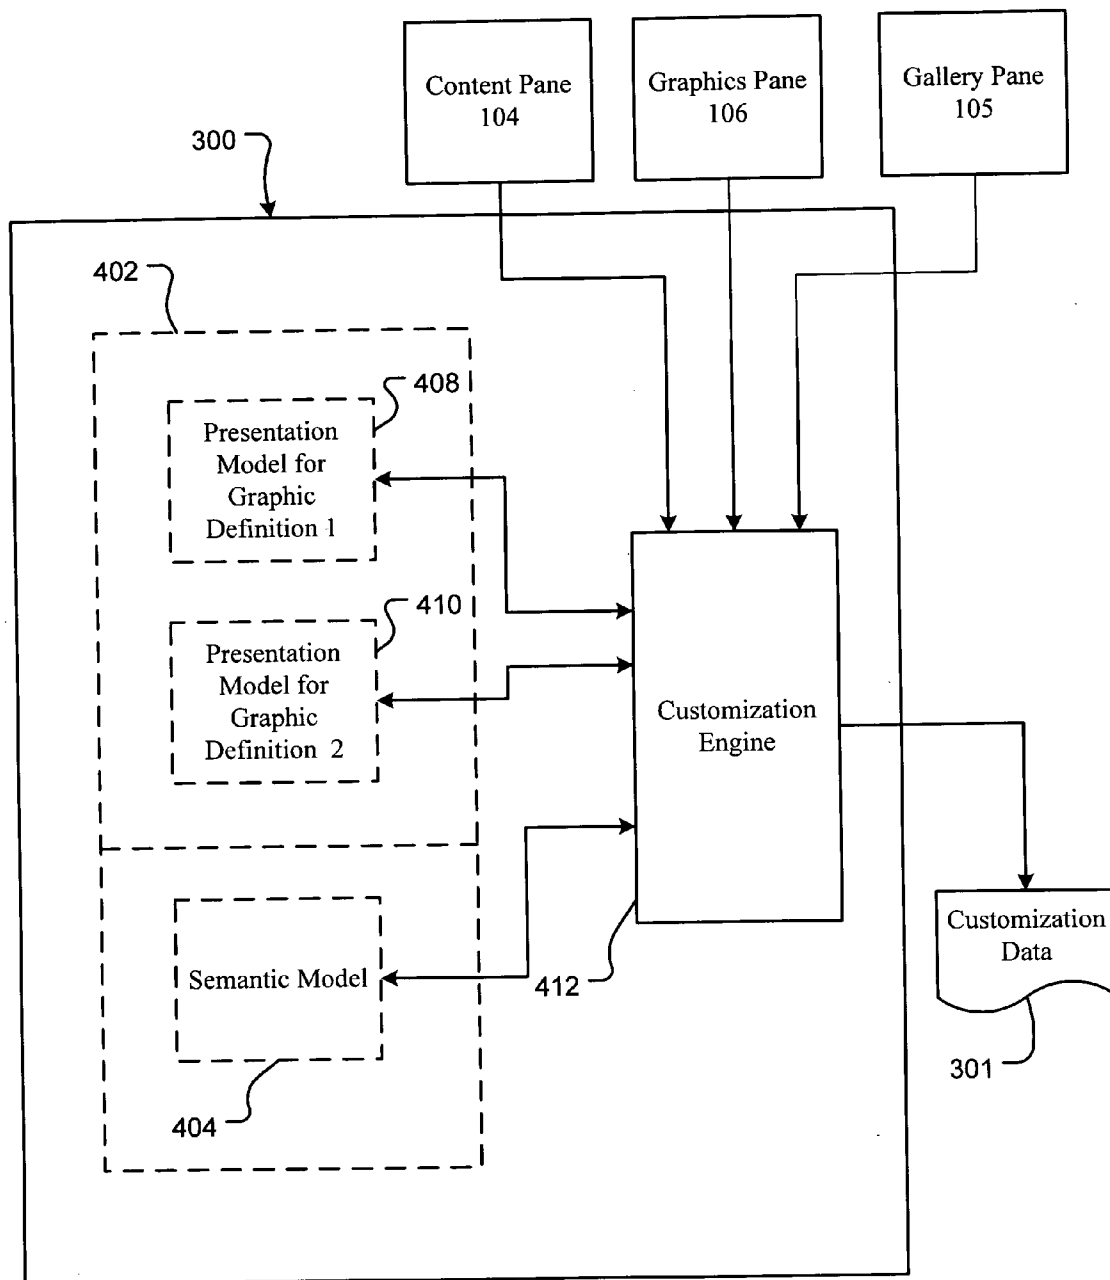 Content Pane
104
Graphics Pane
106
Gallery Pane
105
300
402
408
Presentation
Model for
Graphic
Definition 1
410
Presentation
Model for
Graphic
Definition 2
Customization
Engine
Semantic Model
412
Customization
Data
301
404